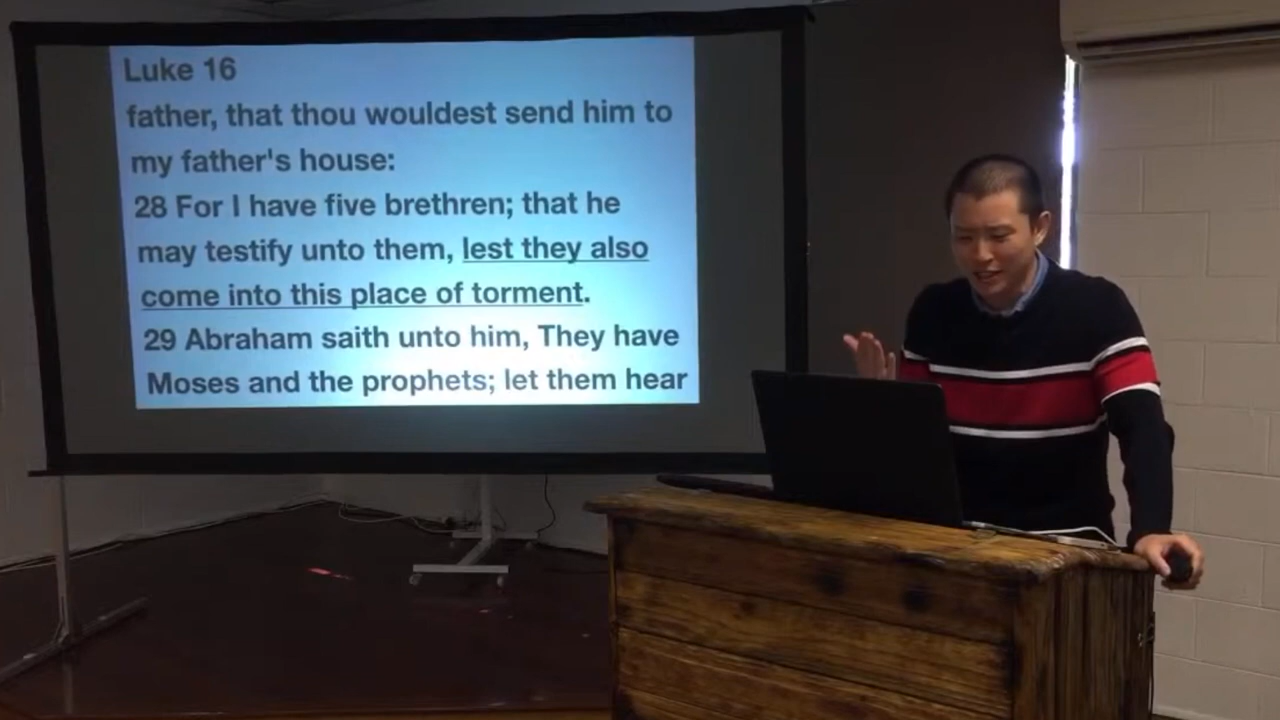 Luke 16
father, that thou wouldest send him to
my father's house:
28 For I have five brethren; that he
may testify unto them, lest they also
come into this place of torment.
29 Abraham saith unto him, They have
Moses and the prophets; let them hear